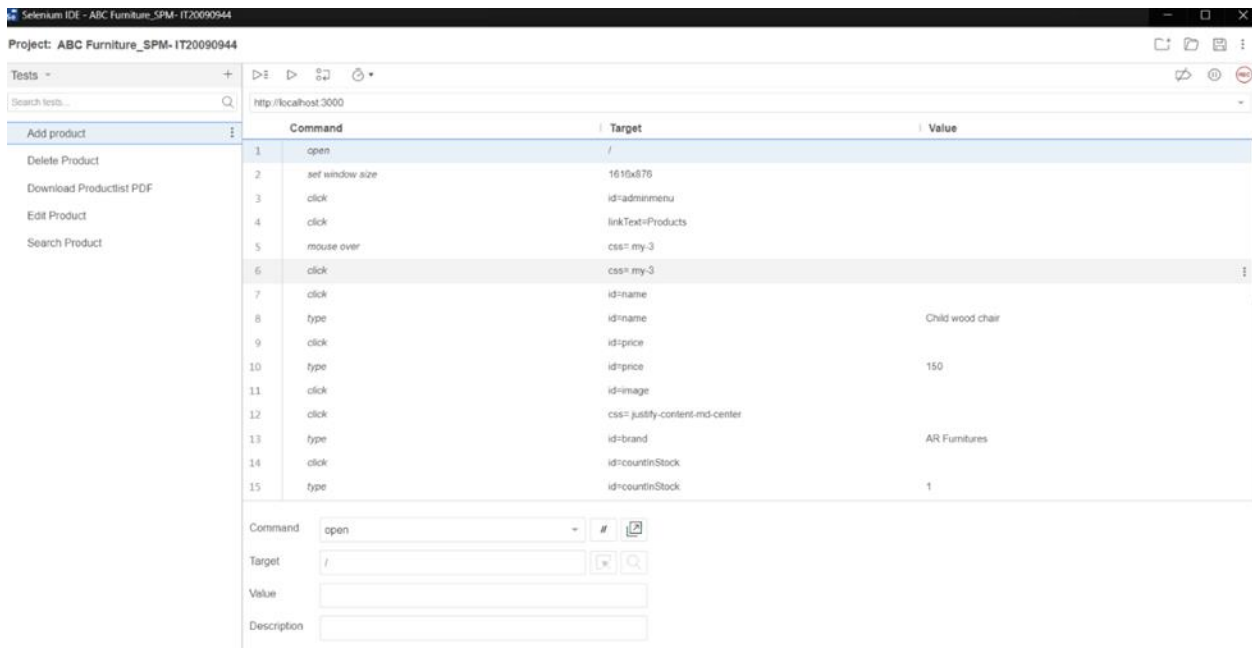 Selenium IDE - ABC Furniture_SPM- IT20090944
Project: ABC Furniture_SPM- IT20090944
Tests
Search tests...
http://localhost:3000
Command Target Value
Add product
Delete Product
Download Productlist PDF
Edit Product
Search Product
1 open /
2 set window size 1616x876
3 click id=adminmenu
4 click linkText=Products
5 mouse over css=.my-3
6 click css=.my-3
7 click id=name
8 type id=name Child wood chair
9 click id=price
10 type id=price 150
11 click id=image
12 click css=.justify-content-md-center
13 type id=brand AR Furnitures
14 click id=countInStock
15 type id=countInStock 1
Command open //
Target /
Value
Description
REC